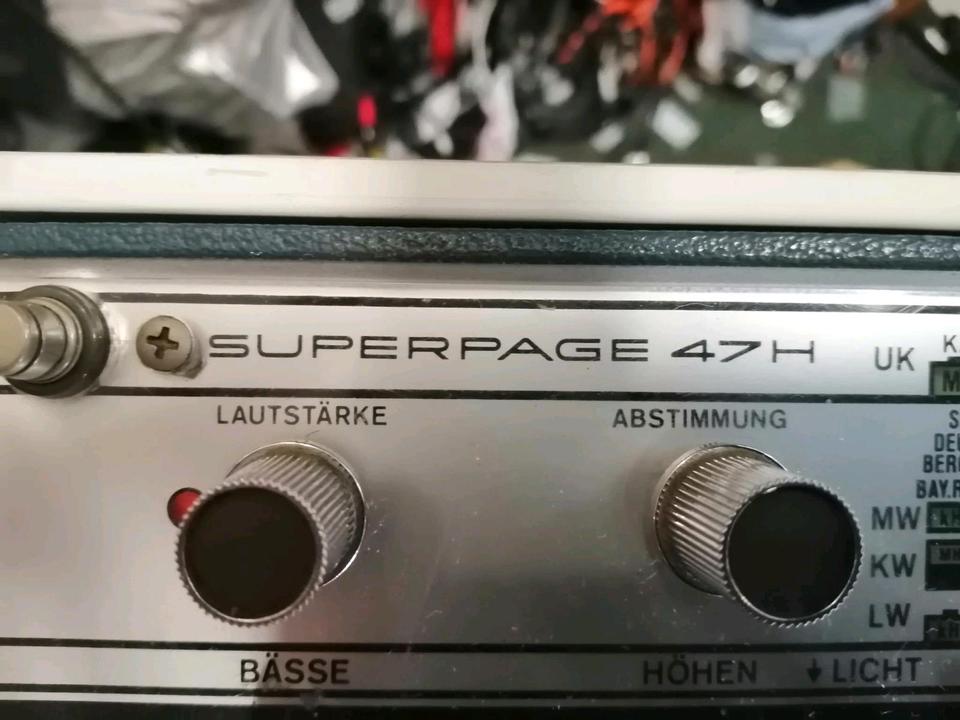 SUPERPAGE 47H
UK
LAUTSTÄRKE
ABSTIMMUNG
MW
KW
LW
BÄSSE
HÖHEN
LICHT